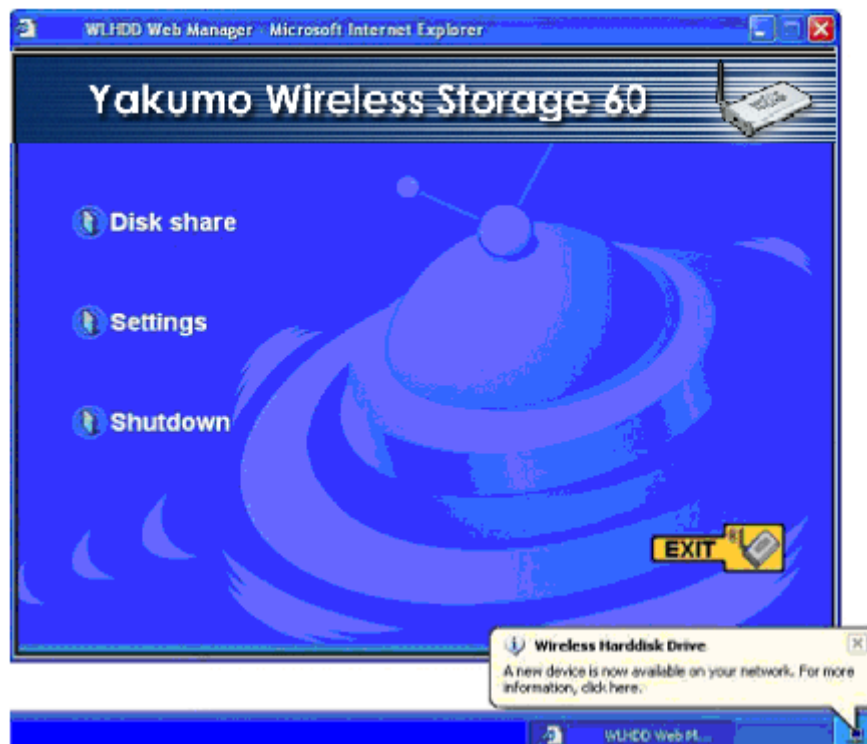 WLHDD Web Manager - Microsoft Internet Explorer
Yakumo Wireless Storage 60
Disk share
Settings
Shutdown
EXIT
Wireless Harddisk Drive
A new device is now available on your network. For more
information, click here.
WLHDD Web M...